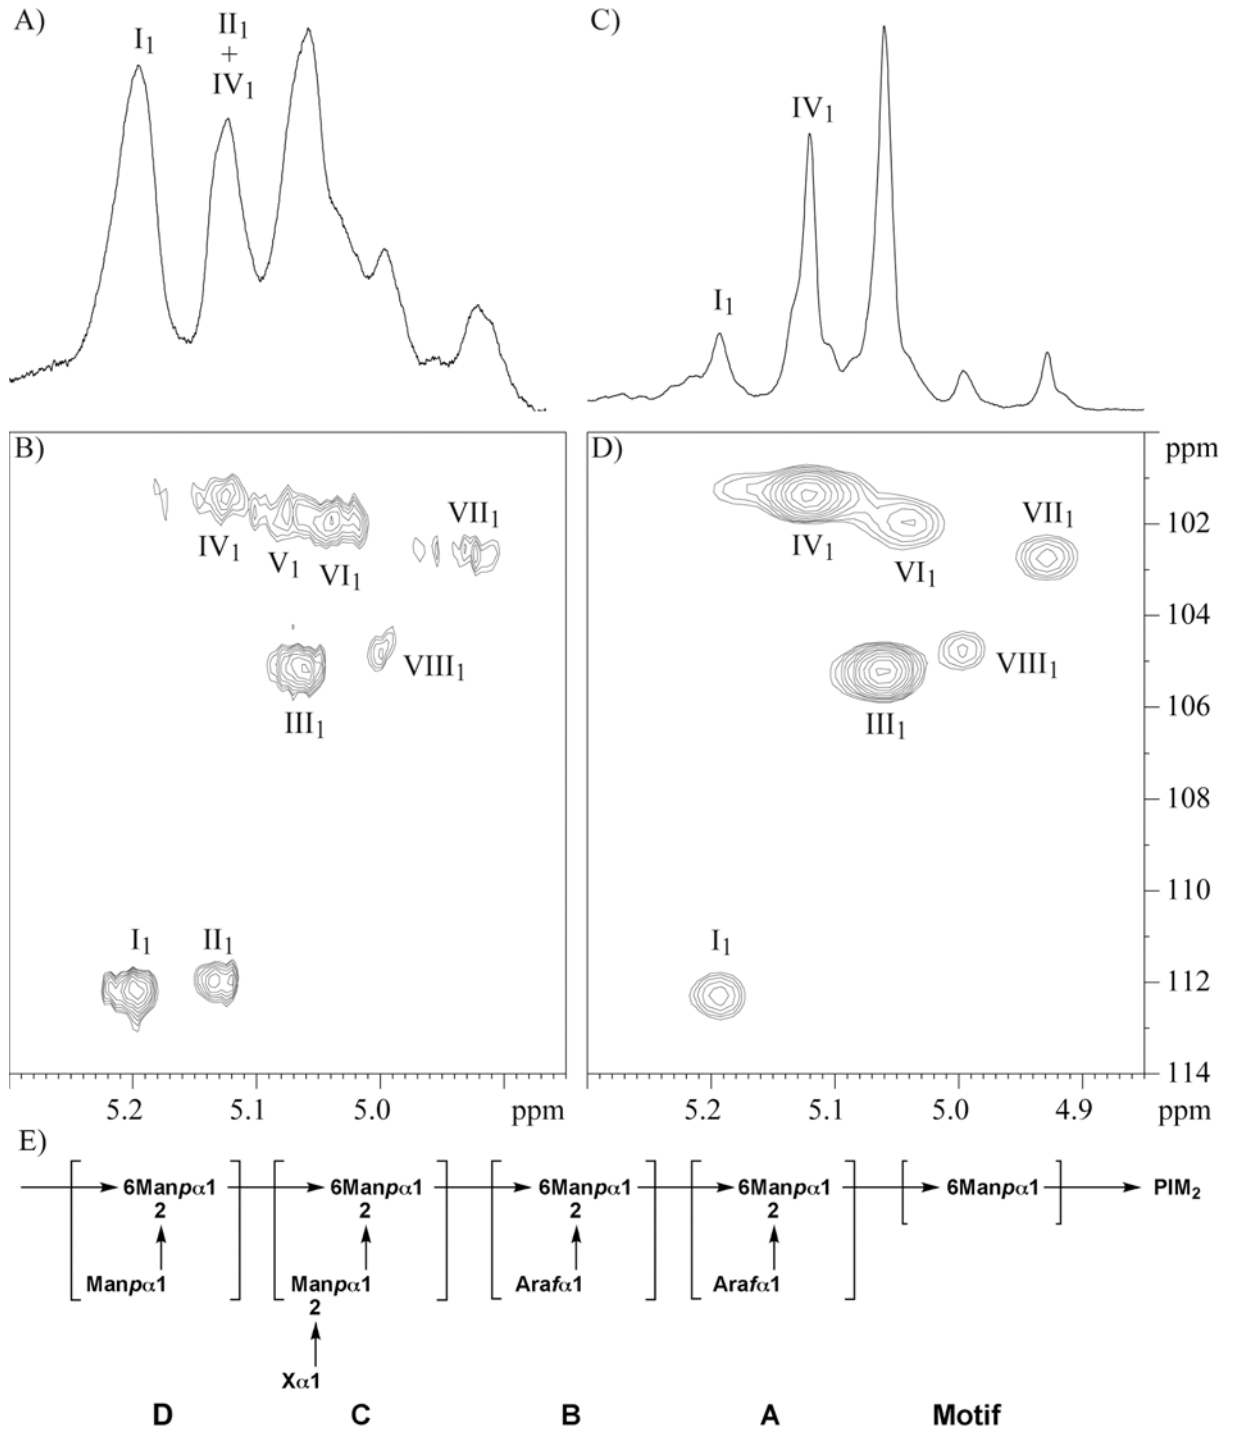 A)
I1
II1
+
IV1
C)
IV1
I1
B)
IV1
V1
VI1
VII1
III1
VIII1
I1
II1
D)
IV1
VI1
VII1
III1
VIII1
I1
ppm
102
104
106
108
110
112
114
5.2 5.1 5.0 ppm
5.2 5.1 5.0 4.9 ppm
E)
6Manpα1 6Manpα1 6Manpα1 6Manpα1 6Manpα1 PIM2
2 2 2 2
Manpα1 Manpα1 Arafα1 Arafα1
2
Xα1
D C B A Motif